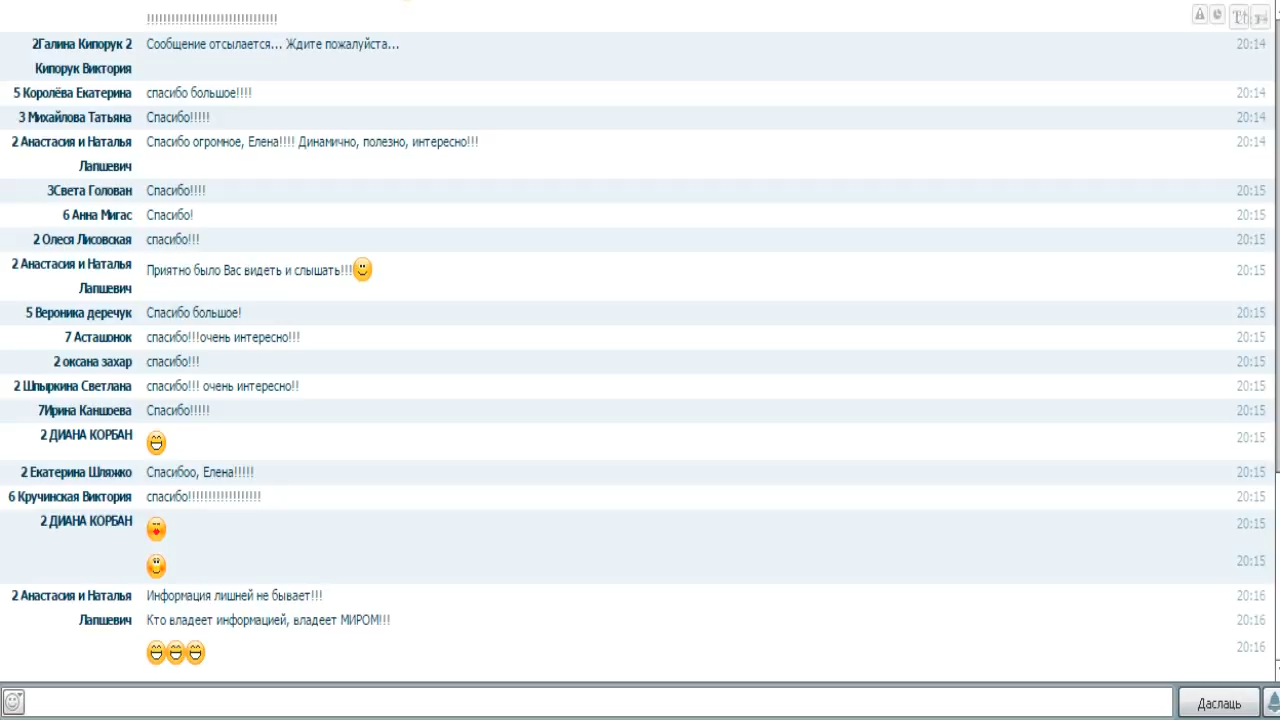 !!!!!!!!!!!!!!!!!!!!!!!!!!!!!!!!
2Галина Кипорук 2 Сообщение отсылается... Ждите пожалуйста... 20:14
Кипорук Виктория
5 Королёва Екатерина спасибо большое!!!! 20:14
3 Михайлова Татьяна Спасибо!!!!! 20:14
2 Анастасия и Наталья Спасибо огромное, Елена!!!! Динамично, полезно, интересно!!! 20:14
Лапшевич
3Света Голован Спасибо!!!! 20:15
6 Анна Мигас Спасибо! 20:15
2 Олеся Лисовская спасибо!!! 20:15
2 Анастасия и Наталья Приятно было Вас видеть и слышать!!! 20:15
Лапшевич
5 Вероника деречук Спасибо большое! 20:15
7 Асташонок спасибо!!!очень интересно!!! 20:15
2 оксана захар спасибо!!! 20:15
2 Шпыркина Светлана спасибо!!! очень интересно!! 20:15
7Ирина Каншоева Спасибо!!!!! 20:15
2 ДИАНА КОРБАН 20:15
2 Екатерина Шляжко Спасибоо, Елена!!!!! 20:15
6 Кручинская Виктория спасибо!!!!!!!!!!!!!!!!!! 20:15
2 ДИАНА КОРБАН 20:15
20:15
2 Анастасия и Наталья Информация лишней не бывает!!! 20:16
Лапшевич Кто владеет информацией, владеет МИРОМ!!! 20:16
20:16
Даслаць